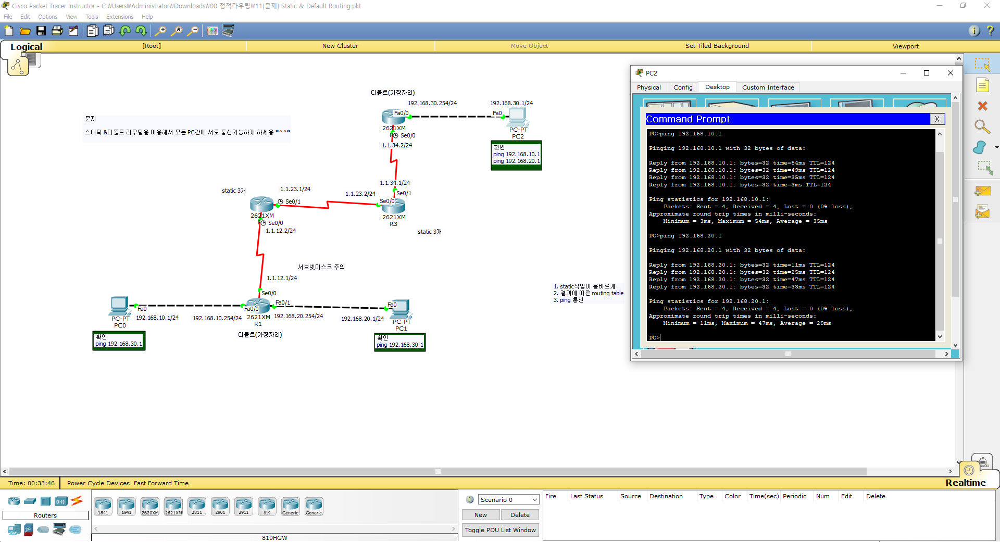 Cisco Packet Tracer Instructor - C:₩Users₩Administrator₩Downloads₩00 정적라우팅₩11[문제] Static & Default Routing.pkt
File Edit Options View Tools Extensions Help
Logical [Root] New Cluster Move Object Set Tiled Background Viewport
문제
스태틱 &디폴트 라우팅을 이용해서 모든 PC간에 서로 통신가능하게 하세용 *^^*
디폴트(가장자리)
192.168.30.254/24
192.168.30.1/24
Fa0/0
Fa0
2621XM
Se0/0
1.1.34.2/24
PC-PT
PC2
확인
ping 192.168.10.1
ping 192.168.20.1
static 3개
1.1.23.1/24
1.1.34.1/24
1.1.23.2/24
Se0/1
Se0/1
Se0/0
2621XM
Se0/0
1.1.12.2/24
2621XM
R3
static 3개
서브넷마스크 주의
1.1.12.1/24
Se0/0
Fa0
PC-PT
PC0
192.168.10.1/24
192.168.10.254/24
Fa0/0
Fa0/1
2621XM
R1
192.168.20.254/24
192.168.20.1/24
Fa0
PC-PT
PC1
디폴트(가장자리)
확인
ping 192.168.30.1
확인
ping 192.168.30.1
1. static작업이 올바르게
2. 결과에 따른 routing table
3. ping 통신
PC2
Physical Config Desktop Custom Interface
Command Prompt X
PC>ping 192.168.10.1
Pinging 192.168.10.1 with 32 bytes of data:
Reply from 192.168.10.1: bytes=32 time=54ms TTL=124
Reply from 192.168.10.1: bytes=32 time=49ms TTL=124
Reply from 192.168.10.1: bytes=32 time=35ms TTL=124
Reply from 192.168.10.1: bytes=32 time=3ms TTL=124
Ping statistics for 192.168.10.1:
Packets: Sent = 4, Received = 4, Lost = 0 (0% loss),
Approximate round trip times in milli-seconds:
Minimum = 3ms, Maximum = 54ms, Average = 35ms
PC>ping 192.168.20.1
Pinging 192.168.20.1 with 32 bytes of data:
Reply from 192.168.20.1: bytes=32 time=11ms TTL=124
Reply from 192.168.20.1: bytes=32 time=25ms TTL=124
Reply from 192.168.20.1: bytes=32 time=47ms TTL=124
Reply from 192.168.20.1: bytes=32 time=33ms TTL=124
Ping statistics for 192.168.20.1:
Packets: Sent = 4, Received = 4, Lost = 0 (0% loss),
Approximate round trip times in milli-seconds:
Minimum = 11ms, Maximum = 47ms, Average = 29ms
PC>
Time: 00:33:46 Power Cycle Devices Fast Forward Time Realtime
Routers
1841 1941 2620XM 2621XM 2811 2901 2911 819 Generic Generic
819HGW
Scenario 0
New Delete
Toggle PDU List Window
Fire Last Status Source Destination Type Color Time(sec) Periodic Num Edit Delete